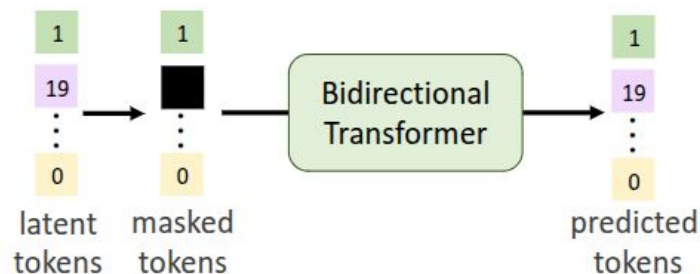 1
19
0
latent
tokens
1
0
masked
tokens
Bidirectional
Transformer
1
19
0
predicted
tokens